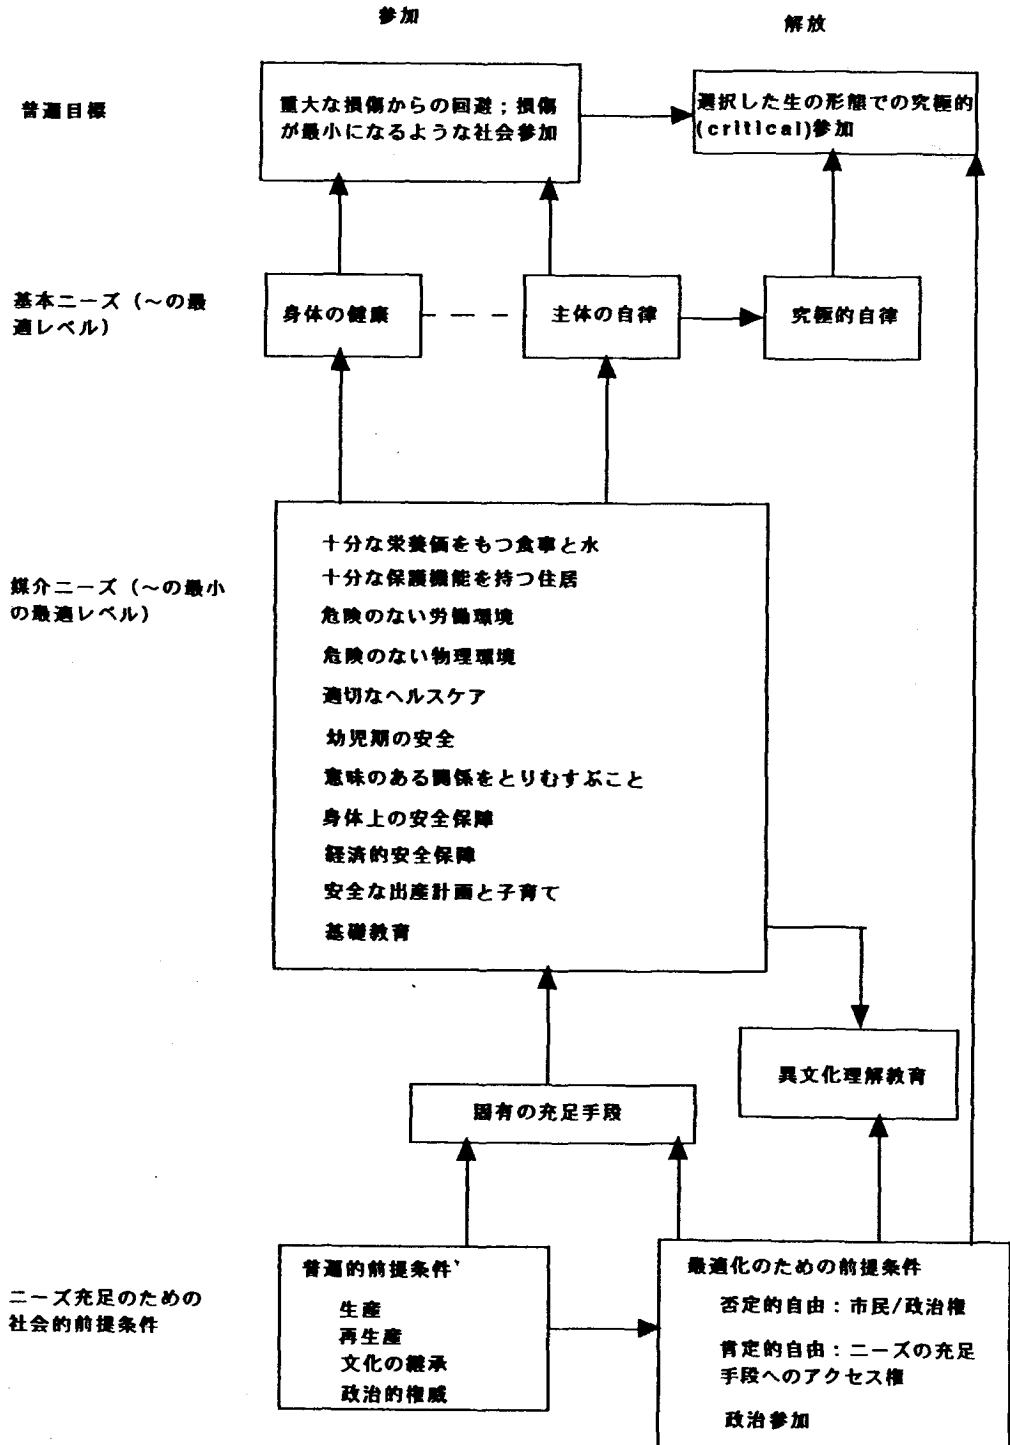 参加
解放
普遍目標
重大な損傷からの回避；損傷
が最小になるような社会参加
選択した生の形態での究極的
(critical)参加
基本ニーズ（～の最
適レベル）
身体の健康
主体の自律
究極的自律
媒介ニーズ（～の最小
の最適レベル）
十分な栄養価をもつ食事と水
十分な保護機能を持つ住居
危険のない労働環境
危険のない物理環境
適切なヘルスケア
幼児期の安全
意味のある関係をとりむすぶこと
身体上の安全保障
経済的安全保障
安全な出産計画と子育て
基礎教育
異文化理解教育
固有の充足手段
ニーズ充足のための
社会的前提条件
普遍的前提条件
生産
再生産
文化の継承
政治的権威
最適化のための前提条件
否定的自由：市民/政治権
肯定的自由：ニーズの充足
手段へのアクセス権
政治参加